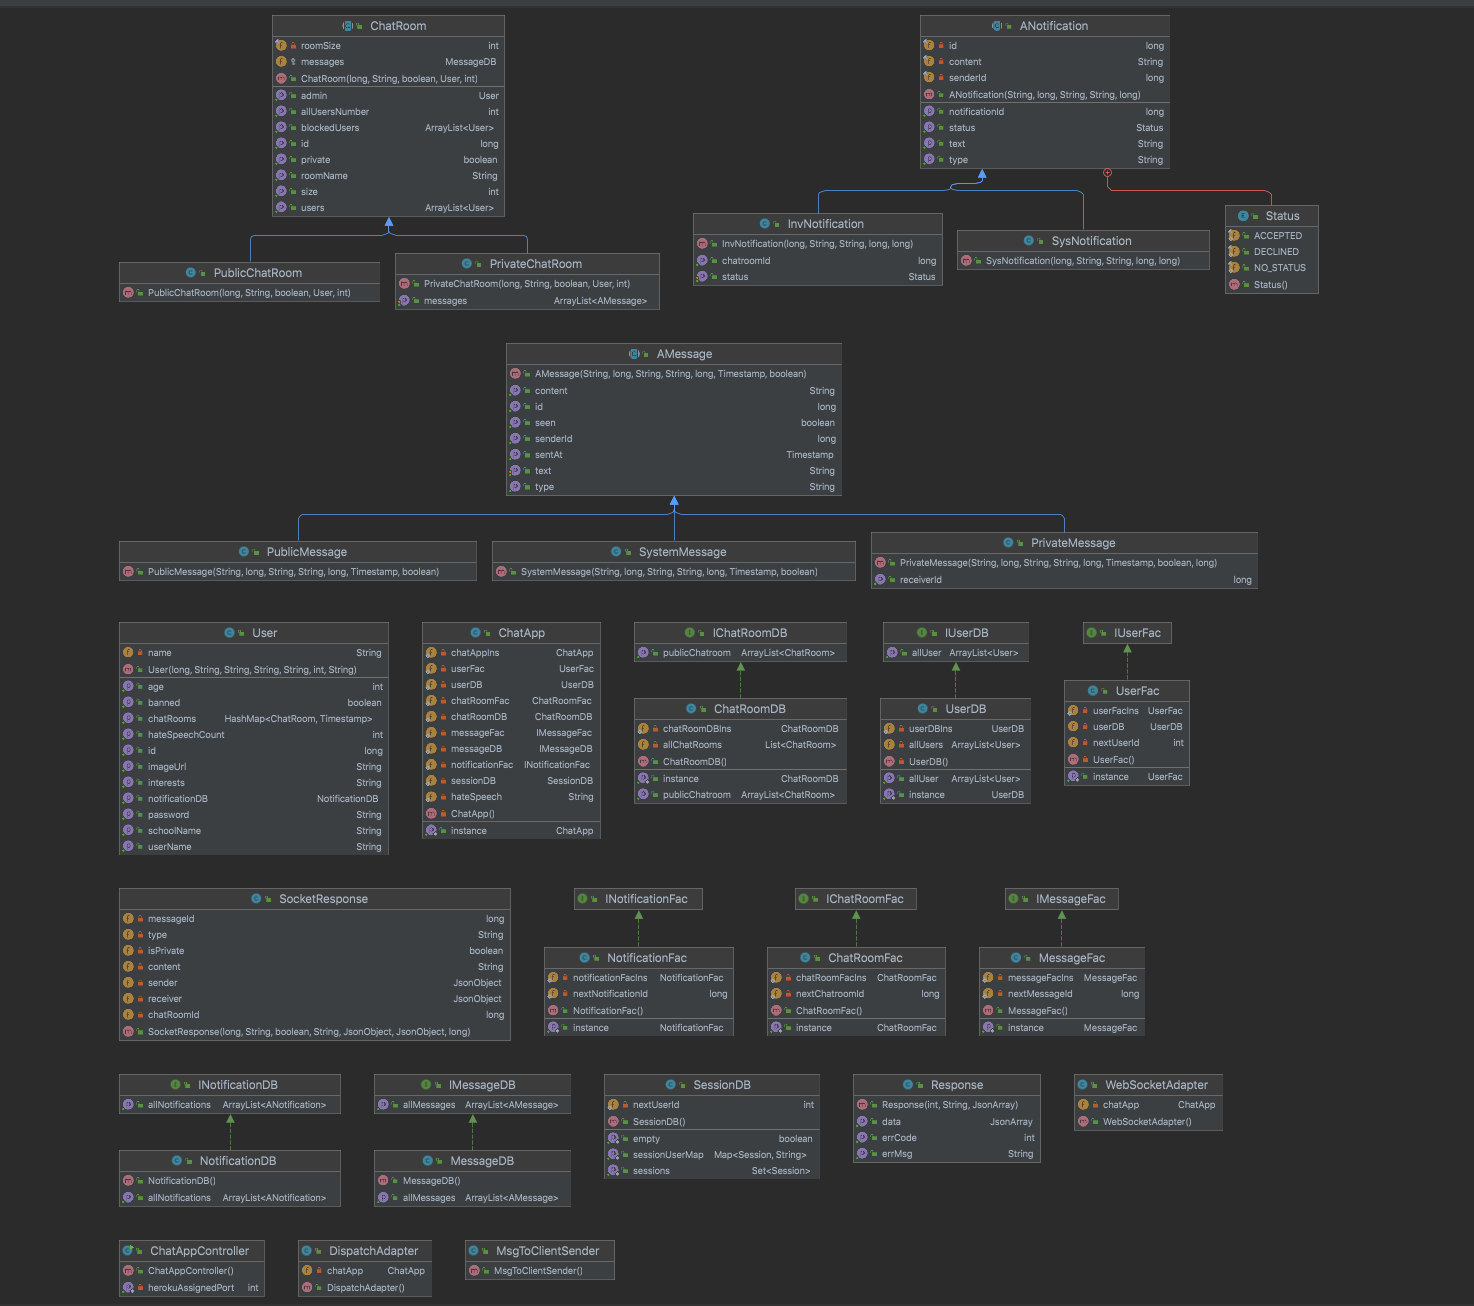 ChatRoom
roomSize int
messages MessageDB
ChatRoom(long, String, boolean, User, int)
admin User
allUsersNumber int
blockedUsers ArrayList<User>
id long
private boolean
roomName String
size int
users ArrayList<User>
ANotification
id long
content String
senderId long
ANotification(String, long, String, String, long)
notificationId long
status Status
text String
type String
PublicChatRoom
PublicChatRoom(long, String, boolean, User, int)
PrivateChatRoom
PrivateChatRoom(long, String, boolean, User, int)
messages ArrayList<AMessage>
InvNotification
InvNotification(long, String, String, long, long)
chatroomId long
status Status
SysNotification
SysNotification(long, String, String, long, long)
Status
ACCEPTED
DECLINED
NO_STATUS
Status()
AMessage
AMessage(String, long, String, String, long, Timestamp, boolean)
content String
id long
seen boolean
senderId long
sentAt Timestamp
text String
type String
PublicMessage
PublicMessage(String, long, String, String, long, Timestamp, boolean)
SystemMessage
SystemMessage(String, long, String, String, long, Timestamp, boolean)
PrivateMessage
PrivateMessage(String, long, String, String, long, Timestamp, boolean, long)
receiverId long
User
name String
User(long, String, String, String, String, int, String)
age int
banned boolean
chatRooms HashMap<ChatRoom, Timestamp>
hateSpeechCount int
id long
imageUrl String
interests String
notificationDB NotificationDB
password String
schoolName String
userName String
ChatApp
chatAppIns ChatApp
userFac UserFac
userDB UserDB
chatRoomFac ChatRoomFac
chatRoomDB ChatRoomDB
messageFac IMessageFac
messageDB IMessageDB
notificationFac INotificationFac
sessionDB SessionDB
hateSpeech String
ChatApp()
instance ChatApp
IChatRoomDB
publicChatroom ArrayList<ChatRoom>
ChatRoomDB
chatRoomDBIns ChatRoomDB
allChatRooms List<ChatRoom>
ChatRoomDB()
instance ChatRoomDB
publicChatroom ArrayList<ChatRoom>
IUserDB
allUser ArrayList<User>
UserDB
userDBIns UserDB
allUsers ArrayList<User>
UserDB()
allUser ArrayList<User>
instance UserDB
IUserFac
UserFac
userFacIns UserFac
userDB UserDB
nextUserId int
UserFac()
instance UserFac
SocketResponse
messageId long
type String
isPrivate boolean
content String
sender JsonObject
receiver JsonObject
chatRoomId long
SocketResponse(long, String, boolean, String, JsonObject, JsonObject, long)
INotificationFac
NotificationFac
notificationFacIns NotificationFac
nextNotificationId long
NotificationFac()
instance NotificationFac
IChatRoomFac
ChatRoomFac
chatRoomFacIns ChatRoomFac
nextChatroomId long
ChatRoomFac()
instance ChatRoomFac
IMessageFac
MessageFac
messageFacIns MessageFac
nextMessageId long
MessageFac()
instance MessageFac
INotificationDB
allNotifications ArrayList<ANotification>
NotificationDB
NotificationDB()
allNotifications ArrayList<ANotification>
IMessageDB
allMessages ArrayList<AMessage>
MessageDB
MessageDB()
allMessages ArrayList<AMessage>
SessionDB
nextUserId int
SessionDB()
empty boolean
sessionUserMap Map<Session, String>
sessions Set<Session>
Response
Response(int, String, JsonArray)
data JsonArray
errCode int
errMsg String
WebSocketAdapter
chatApp ChatApp
WebSocketAdapter()
ChatAppController
ChatAppController()
herokuAssignedPort int
DispatchAdapter
chatApp ChatApp
DispatchAdapter()
MsgToClientSender
MsgToClientSender()